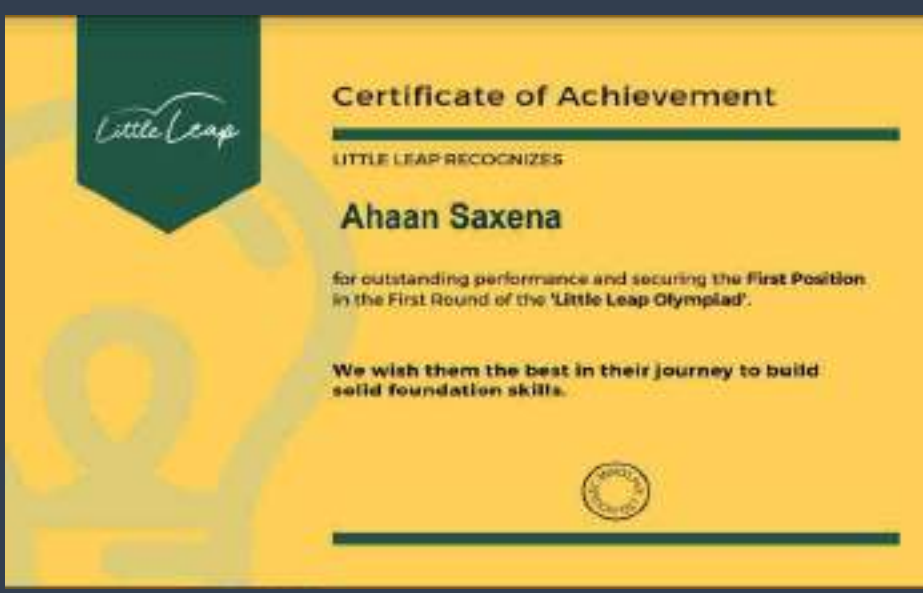 Little Leap
Certificate of Achievement
LITTLE LEAP RECOGNIZES
Ahaan Saxena
for outstanding performance and securing the First Position
in the First Round of the 'Little Leap Olympiad'.
We wish them the best in their journey to build
solid foundation skills.